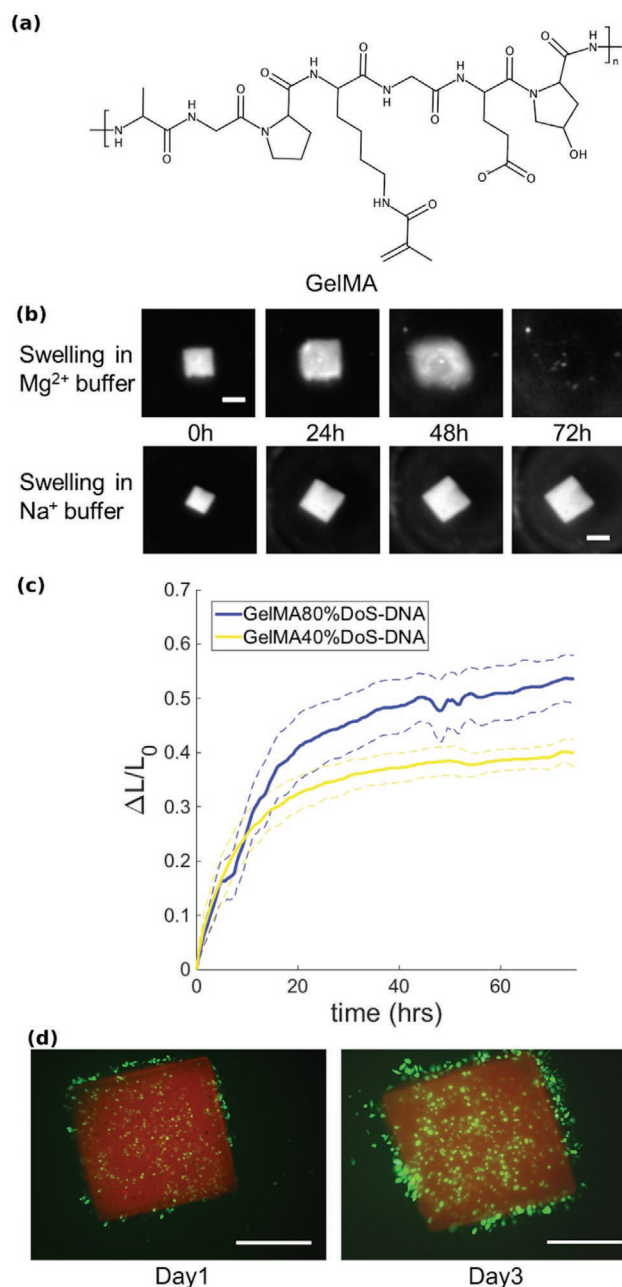 (a)
O
H
N
O
N
H
O
N
O
HN
O
N
H
O
H
N
O
N
O
HN
n
O⁻
O
OH
HN
O
GelMA
(b)
Swelling in
Mg²⁺ buffer
0h 24h 48h 72h
Swelling in
Na⁺ buffer
(c)
0.7
0.6
0.5
0.4
0.3
0.2
0.1
0
ΔL/L₀
GelMA80%DoS-DNA
GelMA40%DoS-DNA
0 20 40 60
time (hrs)
(d)
Day1 Day3